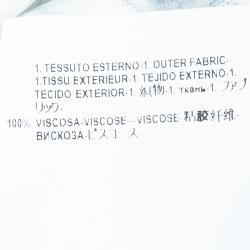 1. TESSUTO ESTERNO·1. OUTER FABRIC·
1.TISSU EXTERIEUR·1. TEJIDO EXTERNO·1.
TECIDO EXTERIOR·1. 織物·1. ткань·1. ファブ
リック.
100% VISCOSA·VISCOSE···VISCOSE·粘胶纤维·
ВИСКОЗА·ビスコース·